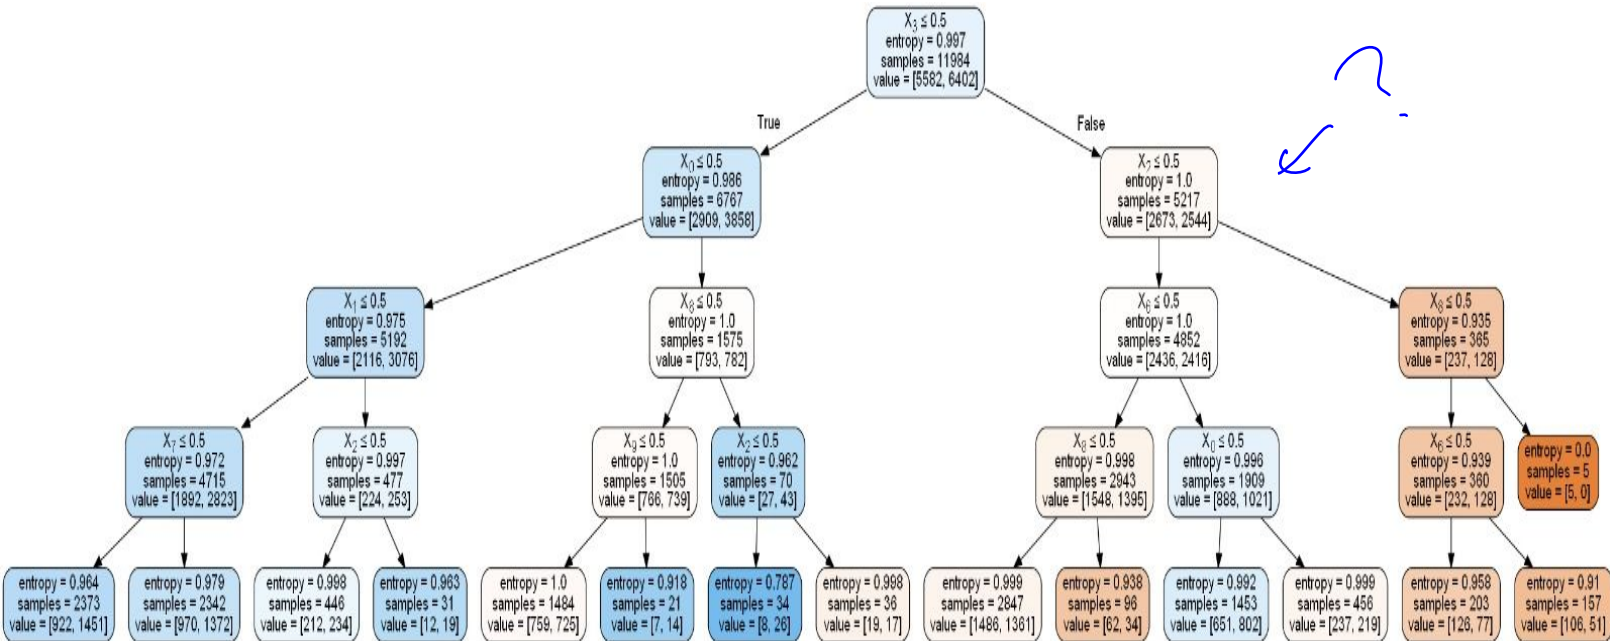 X₃ ≤ 0.5
entropy = 0.997
samples = 11984
value = [5582, 6402]
True
False
X₀ ≤ 0.5
entropy = 0.986
samples = 6767
value = [2909, 3858]
X₂ ≤ 0.5
entropy = 1.0
samples = 5217
value = [2673, 2544]
X₁ ≤ 0.5
entropy = 0.975
samples = 5192
value = [2116, 3076]
X₈ ≤ 0.5
entropy = 1.0
samples = 1575
value = [793, 782]
X₆ ≤ 0.5
entropy = 1.0
samples = 4852
value = [2436, 2416]
X₈ ≤ 0.5
entropy = 0.935
samples = 365
value = [237, 128]
X₇ ≤ 0.5
entropy = 0.972
samples = 4715
value = [1892, 2823]
X₂ ≤ 0.5
entropy = 0.997
samples = 477
value = [224, 253]
X₉ ≤ 0.5
entropy = 1.0
samples = 1505
value = [766, 739]
X₂ ≤ 0.5
entropy = 0.962
samples = 70
value = [27, 43]
X₈ ≤ 0.5
entropy = 0.998
samples = 2943
value = [1548, 1395]
X₀ ≤ 0.5
entropy = 0.996
samples = 1909
value = [888, 1021]
X₆ ≤ 0.5
entropy = 0.939
samples = 360
value = [232, 128]
entropy = 0.0
samples = 5
value = [5, 0]
entropy = 0.964
samples = 2373
value = [922, 1451]
entropy = 0.979
samples = 2342
value = [970, 1372]
entropy = 0.998
samples = 446
value = [212, 234]
entropy = 0.963
samples = 31
value = [12, 19]
entropy = 1.0
samples = 1484
value = [759, 725]
entropy = 0.918
samples = 21
value = [7, 14]
entropy = 0.787
samples = 34
value = [8, 26]
entropy = 0.998
samples = 36
value = [19, 17]
entropy = 0.999
samples = 2847
value = [1486, 1361]
entropy = 0.938
samples = 96
value = [62, 34]
entropy = 0.992
samples = 1453
value = [651, 802]
entropy = 0.999
samples = 456
value = [237, 219]
entropy = 0.958
samples = 203
value = [126, 77]
entropy = 0.91
samples = 157
value = [106, 51]
?